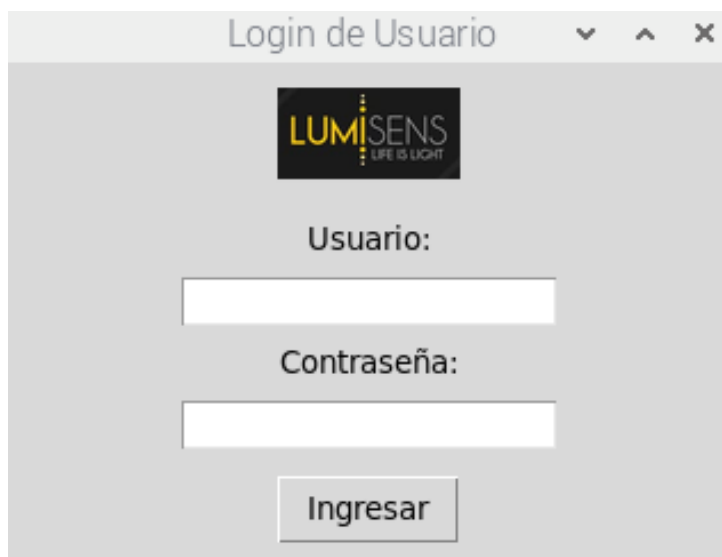 Login de Usuario
LUMISENS
LIFE IS LIGHT
Usuario:
Contraseña:
Ingresar